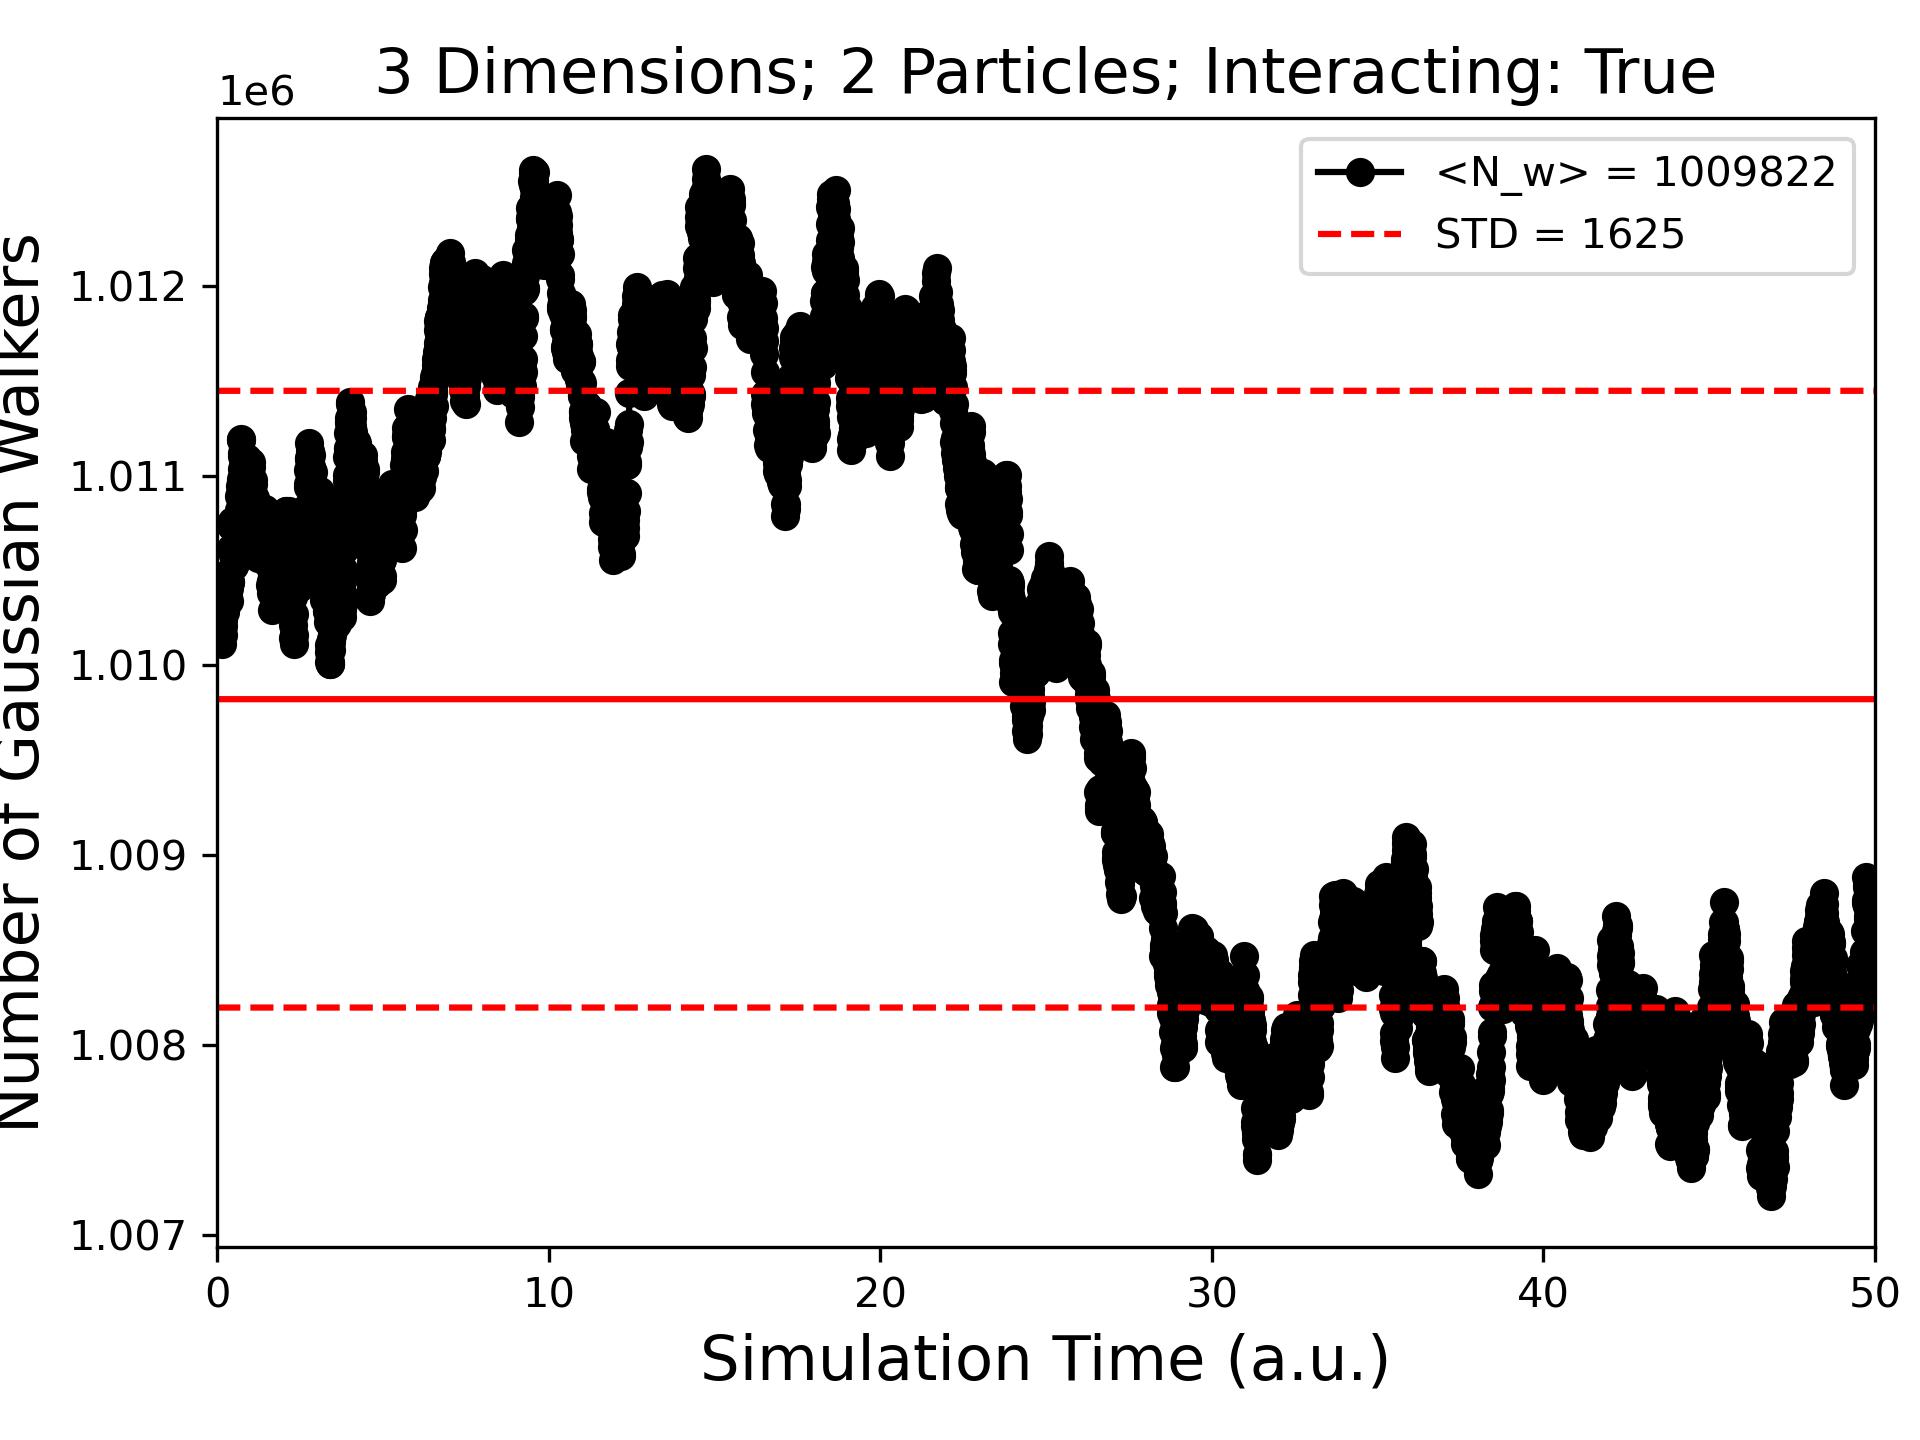 3 Dimensions; 2 Particles; Interacting: True
1e6
<N_w> = 1009822
STD = 1625
Number of Gaussian Walkers
1.012
1.011
1.010
1.009
1.008
1.007
0 10 20 30 40 50
Simulation Time (a.u.)